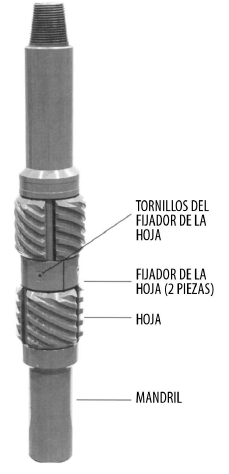 TORNILLOS DEL
FIJADOR DE LA
HOJA
FIJADOR DE LA
HOJA (2 PIEZAS)
HOJA
MANDRIL